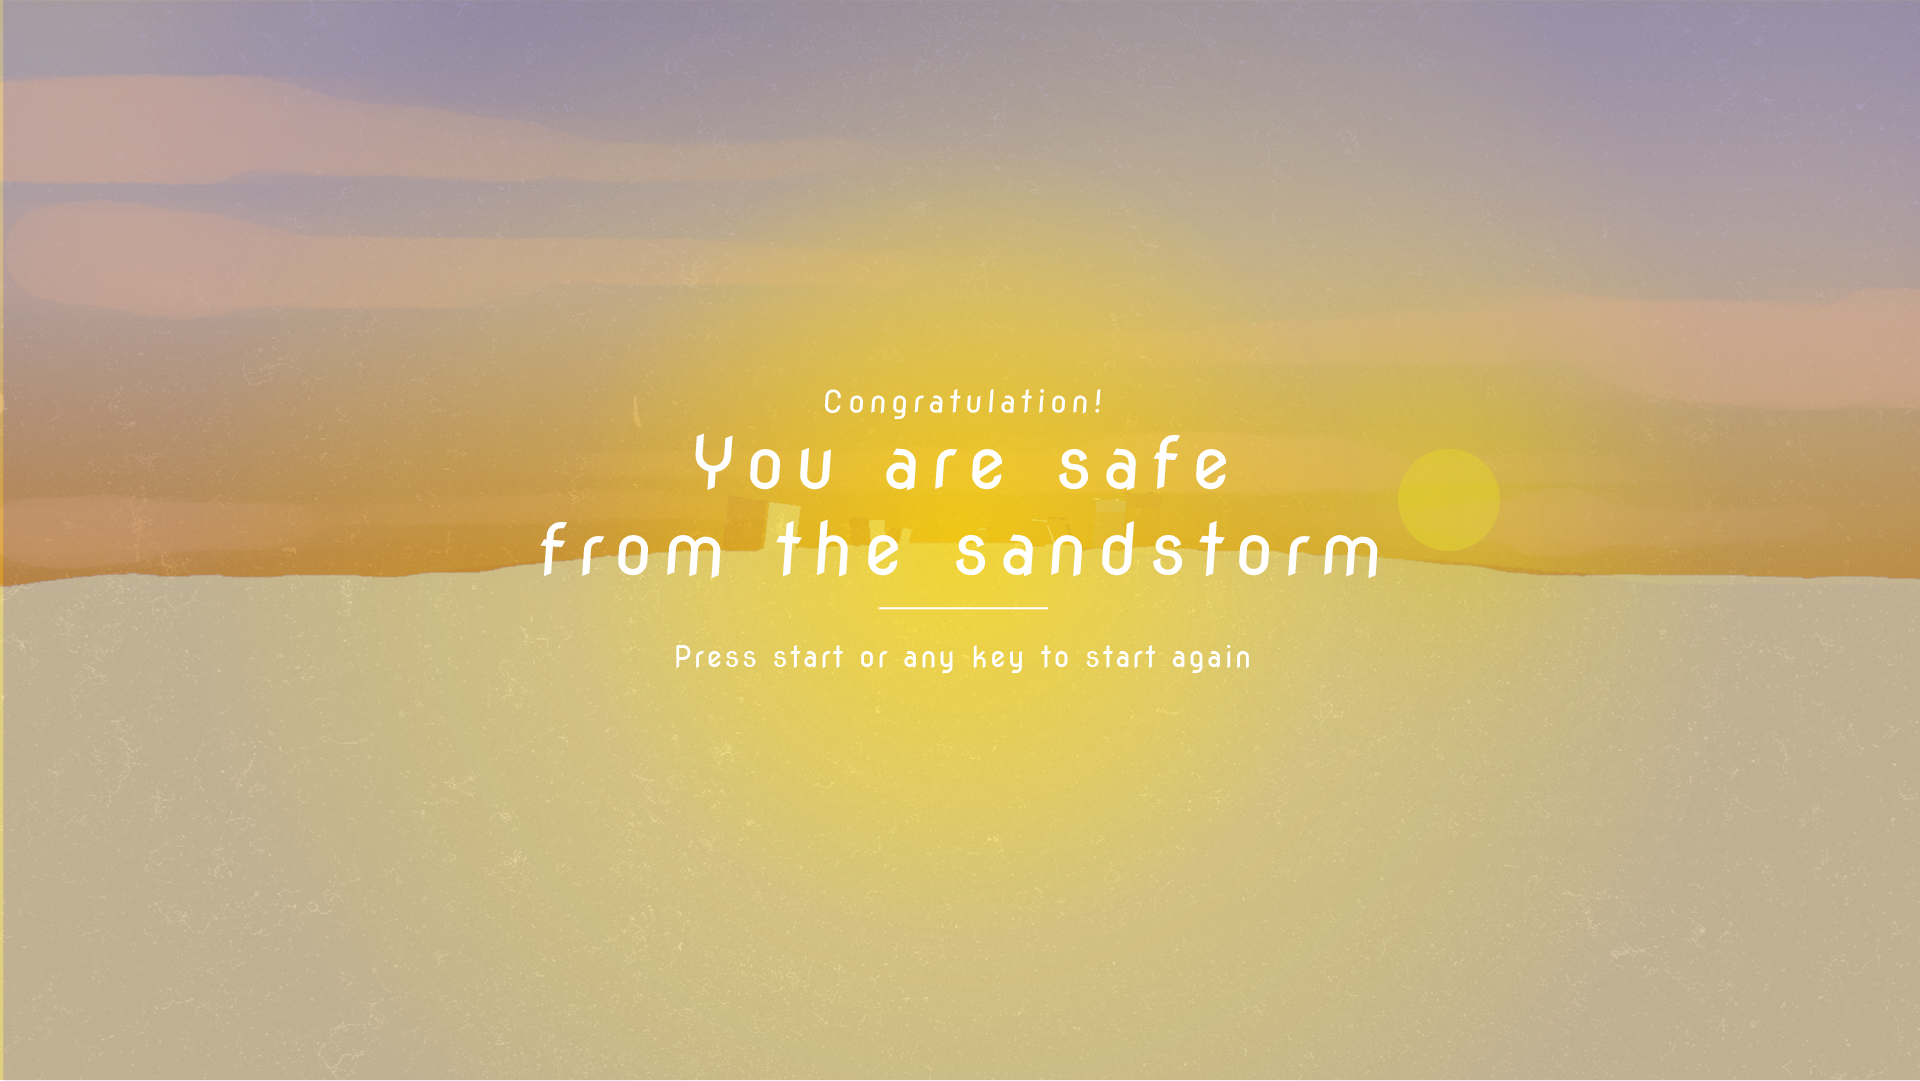 Congratulation!
You are safe
from the sandstorm
Press start or any key to start again